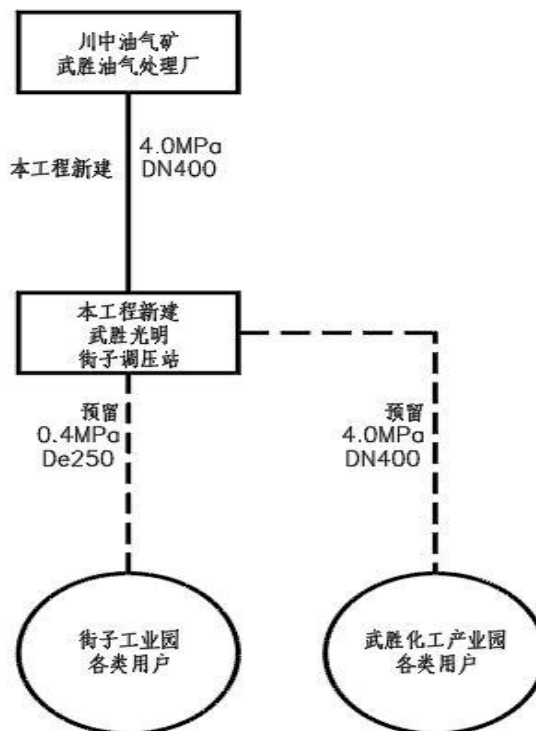 川中油气矿
武胜油气处理厂
本工程新建
4.0MPa
DN400
本工程新建
武胜光明
街子调压站
预留
0.4MPa
De250
预留
4.0MPa
DN400
街子工业园
各类用户
武胜化工产业园
各类用户